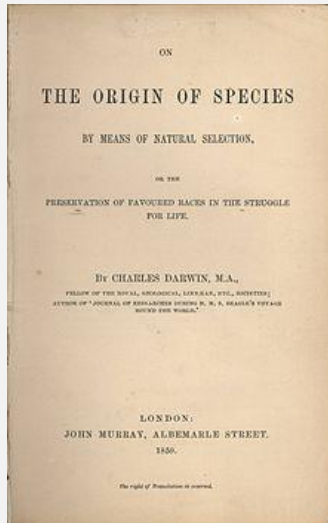 ON
THE ORIGIN OF SPECIES
BY MEANS OF NATURAL SELECTION,
OR THE
PRESERVATION OF FAVOURED RACES IN THE STRUGGLE
FOR LIFE.
BY CHARLES DARWIN, M.A.,
FELLOW OF THE ROYAL, GEOLOGICAL, LINNÆAN, ETC., SOCIETIES;
AUTHOR OF 'JOURNAL OF RESEARCHES DURING H. M. S. BEAGLE'S VOYAGE
ROUND THE WORLD.'
LONDON:
JOHN MURRAY, ALBEMARLE STREET.
1859.
The right of Translation is reserved.